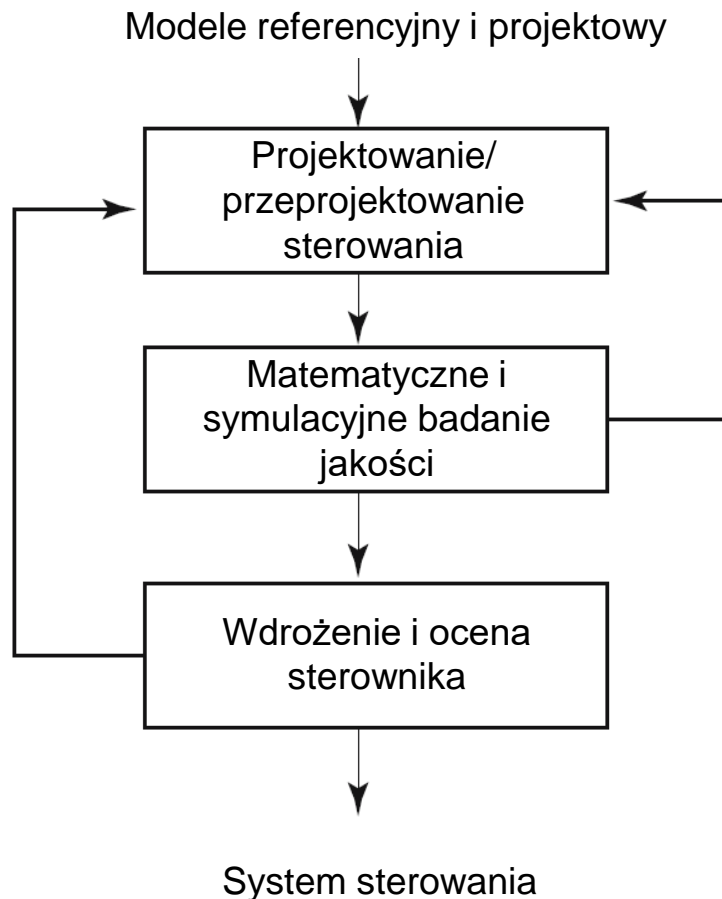 Modele referencyjny i projektowy
Projektowanie/
przeprojektowanie
sterowania
Matematyczne i
symulacyjne badanie
jakości
Wdrożenie i ocena
sterownika
System sterowania